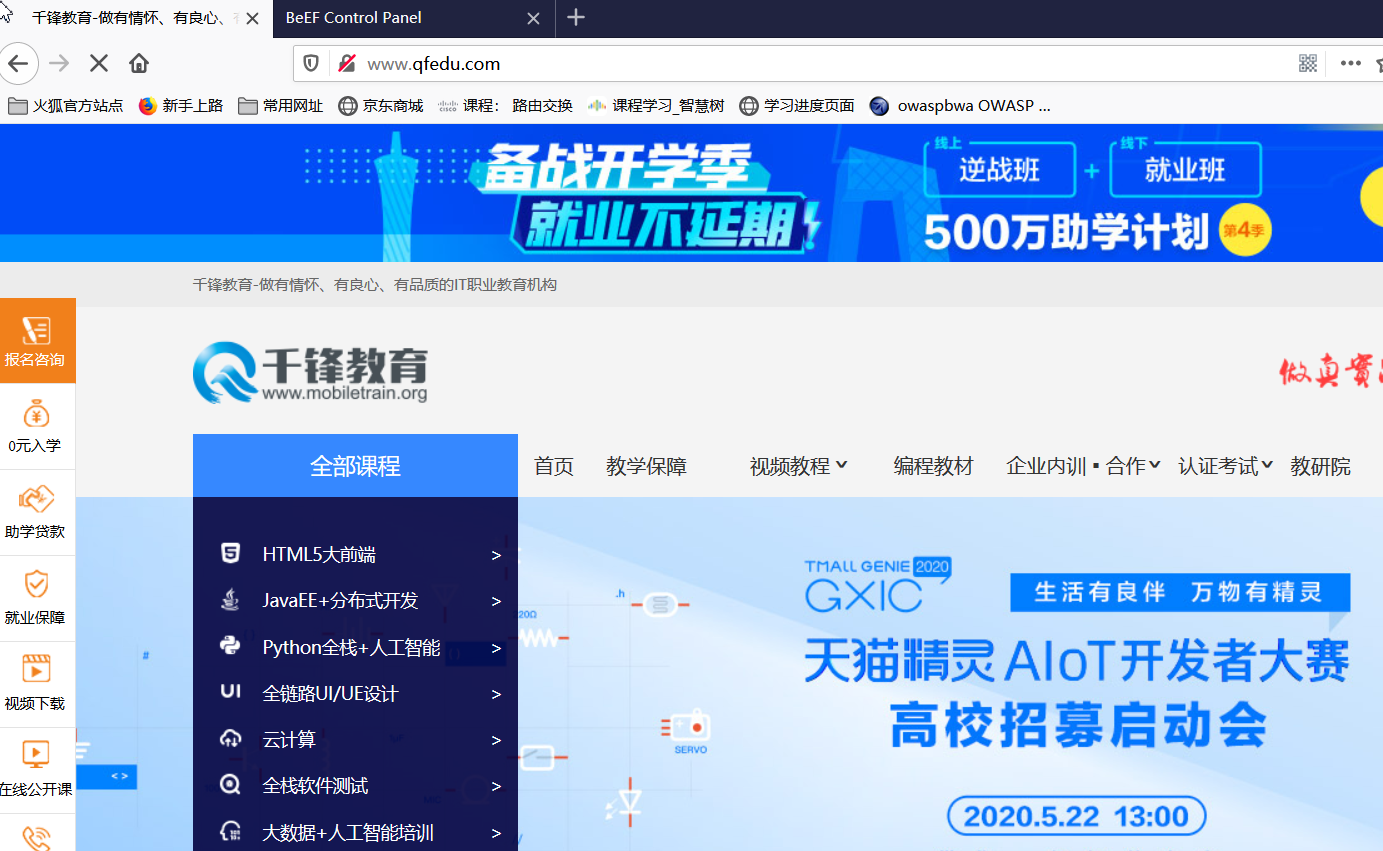 千锋教育-做有情怀、有良心、
BeEF Control Panel
www.qfedu.com
火狐官方站点 新手上路 常用网址 京东商城 课程： 路由交换 课程学习_智慧树 学习进度页面 owaspbwa OWASP ...
备战开学季
就业不延期!
线上 逆战班 + 线下 就业班
500万助学计划 第4季
千锋教育-做有情怀、有良心、有品质的IT职业教育机构
千锋教育
www.mobiletrain.org
做真實
报名咨询
0元入学
助学贷款
就业保障
视频下载
在线公开课
全部课程 首页 教学保障 视频教程 编程教材 企业内训▪合作 认证考试 教研院
HTML5大前端 >
JavaEE+分布式开发 >
Python全栈+人工智能 >
UI 全链路UI/UE设计 >
云计算 >
全栈软件测试 >
大数据+人工智能培训 >
#
< >
.h
20Ω
SERVO
TMALL GENIE 2020
GXIC
生活有良伴 万物有精灵
天猫精灵AIoT开发者大赛
高校招募启动会
2020.5.22 13:00